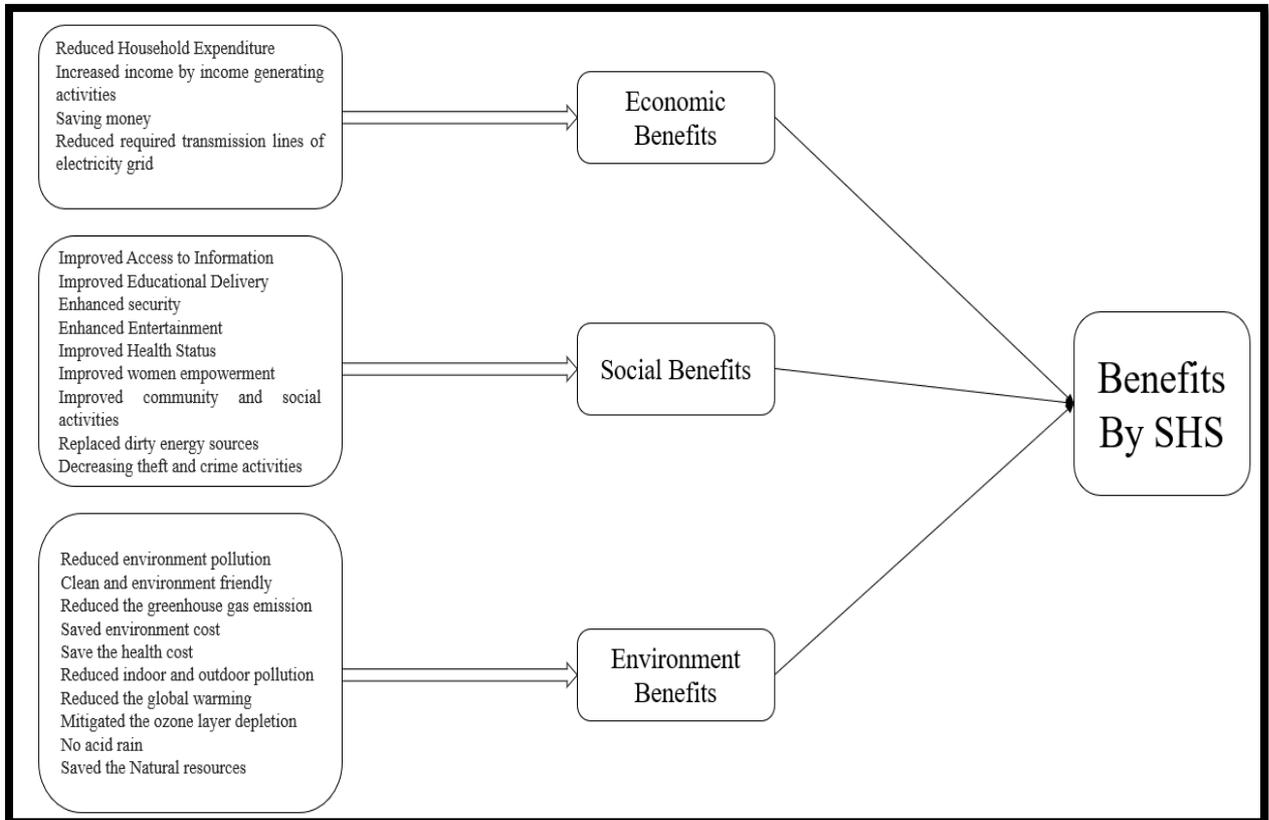 Reduced Household Expenditure
Increased income by income generating
activities
Saving money
Reduced required transmission lines of
electricity grid
Economic
Benefits
Improved Access to Information
Improved Educational Delivery
Enhanced security
Enhanced Entertainment
Improved Health Status
Improved women empowerment
Improved community and social
activities
Replaced dirty energy sources
Decreasing theft and crime activities
Social Benefits
Reduced environment pollution
Clean and environment friendly
Reduced the greenhouse gas emission
Saved environment cost
Save the health cost
Reduced indoor and outdoor pollution
Reduced the global warming
Mitigated the ozone layer depletion
No acid rain
Saved the Natural resources
Environment
Benefits
Benefits
By SHS